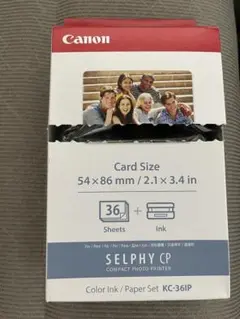 Canon
Card Size
54×86 mm / 2.1×3.4 in
36
+
Sheets
Ink
SELPHY CP
COMPACT PHOTO PRINTER
Color Ink / Paper Set KC-36IP